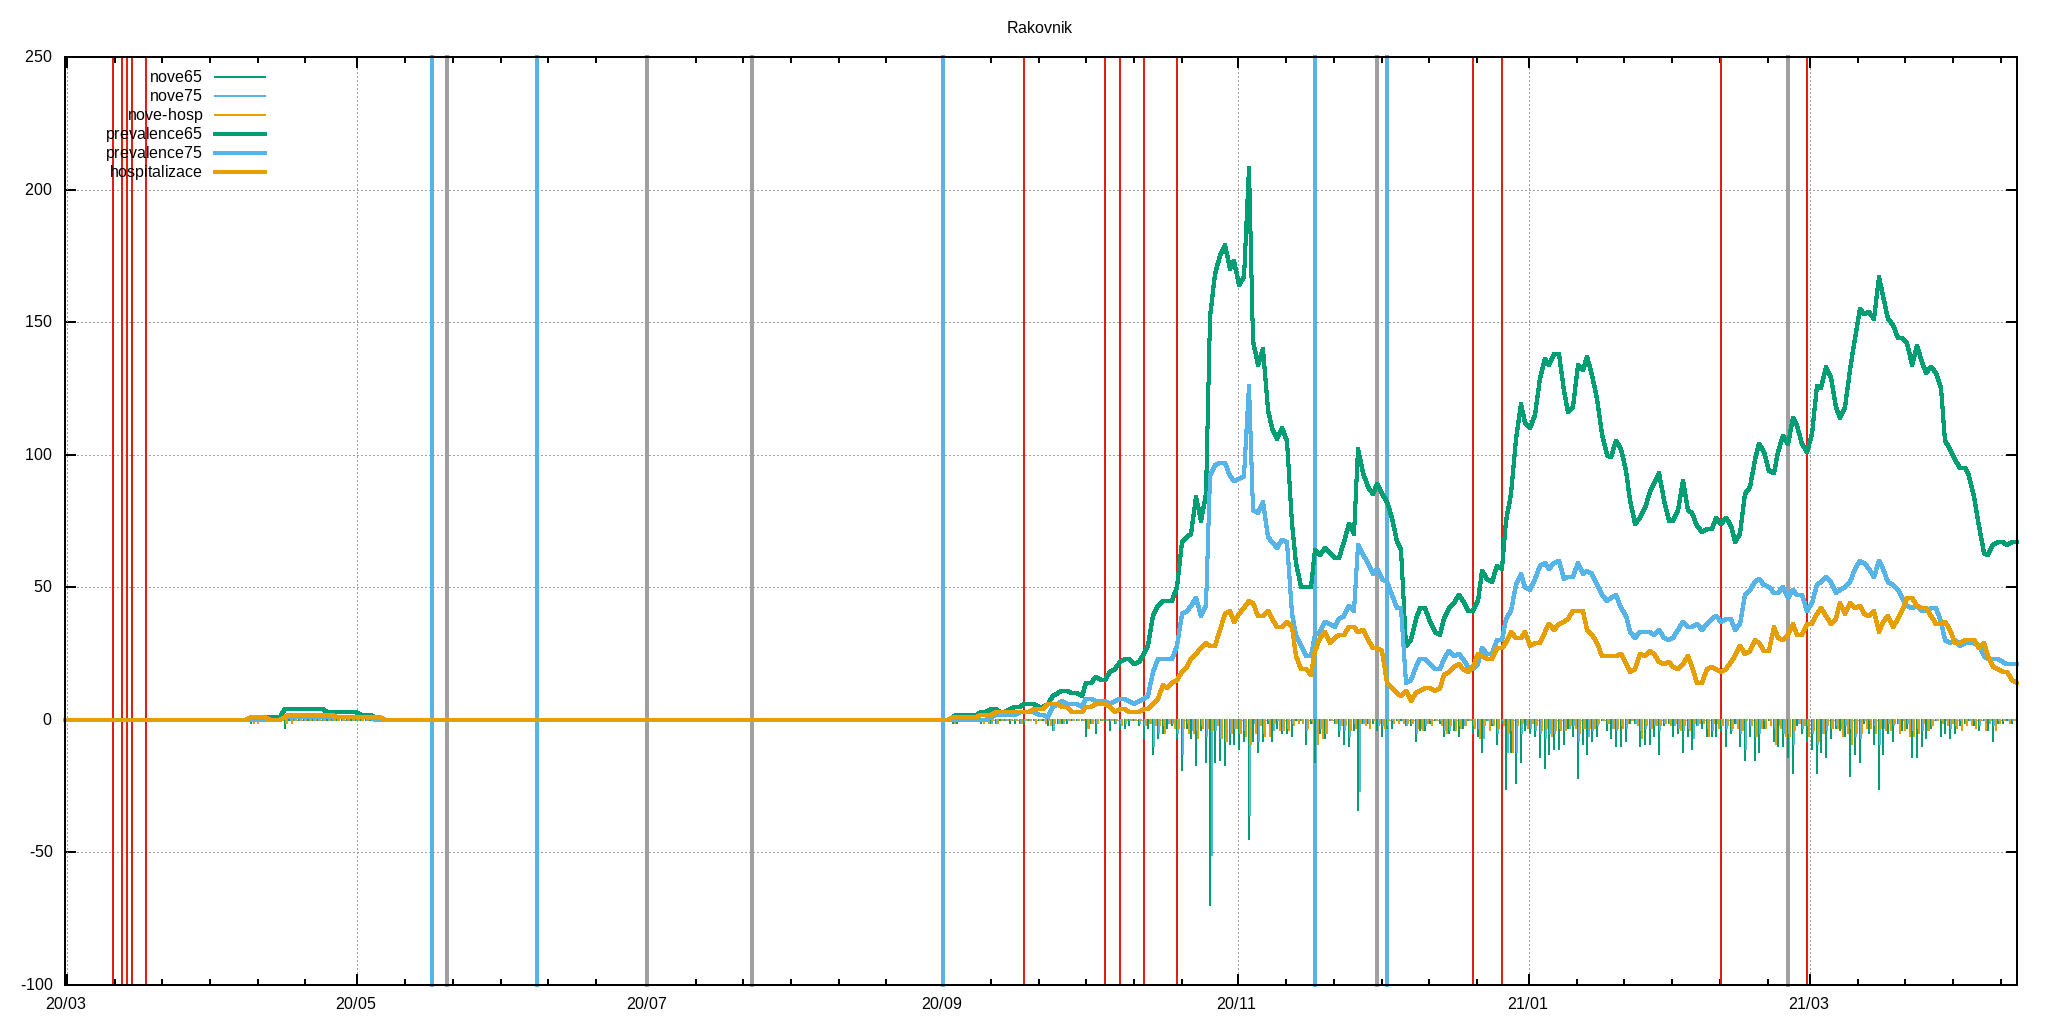 Rakovnik
250
nove65
nove75
nove-hosp
prevalence65
prevalence75
hospitalizace
200
150
100
50
0
-50
-100
20/03 20/05 20/07 20/09 20/11 21/01 21/03